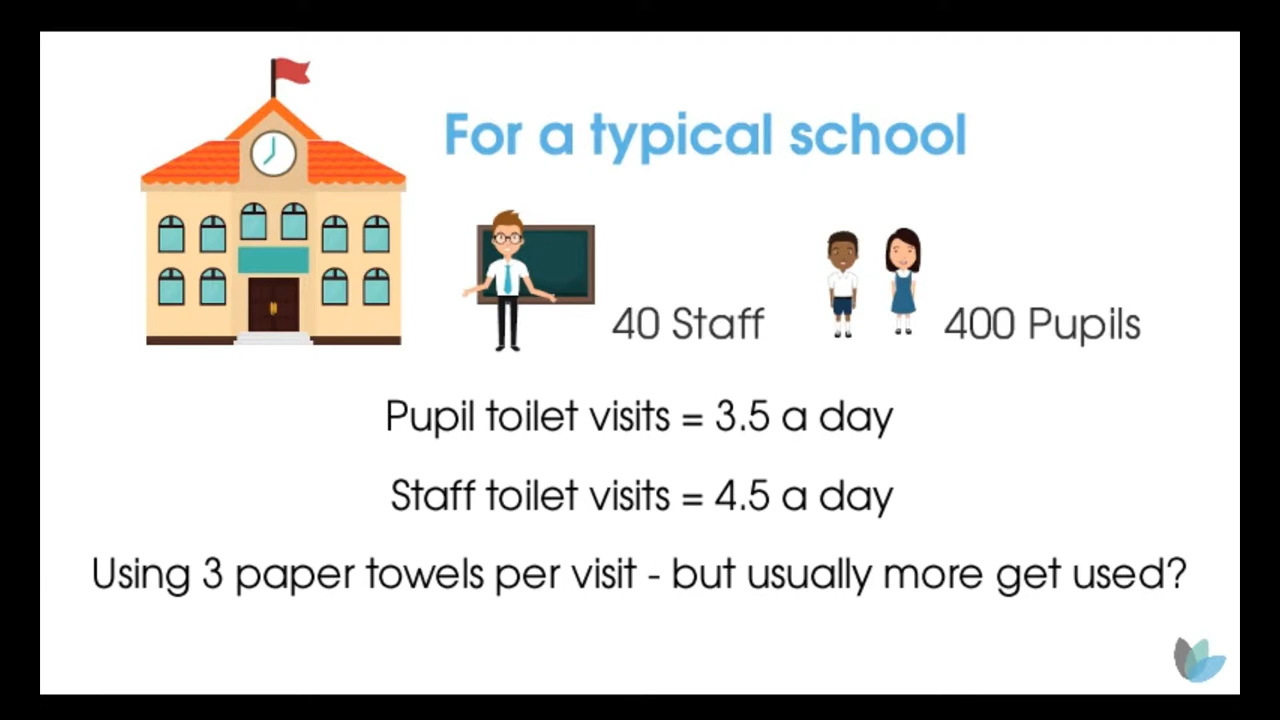 For a typical school
40 Staff
400 Pupils
Pupil toilet visits = 3.5 a day
Staff toilet visits = 4.5 a day
Using 3 paper towels per visit - but usually more get used?